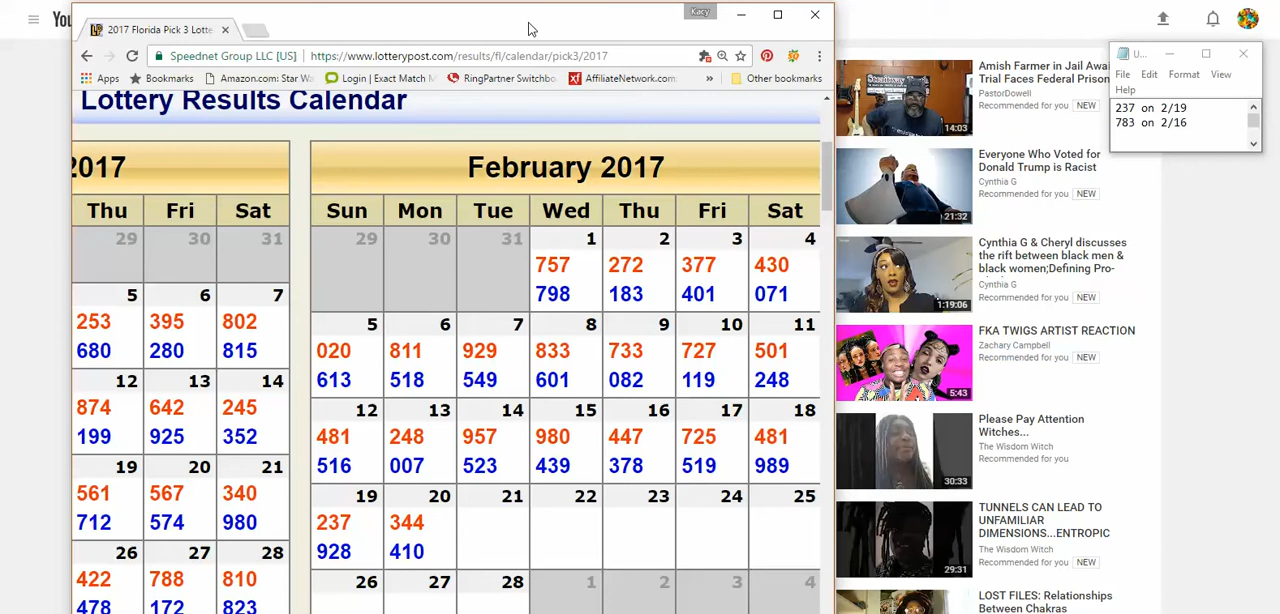 You
Kacy
2017 Florida Pick 3 Lotte
Speednet Group LLC [US]
https://www.lotterypost.com/results/fl/calendar/pick3/2017
Apps
Bookmarks
Amazon.com: Star Wa
Login | Exact Match M
RingPartner Switchbo
AffiliateNetwork.com:
»
Other bookmarks
Lottery Results Calendar
2017
Thu Fri Sat
29 30 31
5 6 7
253 395 802
680 280 815
12 13 14
874 642 245
199 925 352
19 20 21
561 567 340
712 574 980
26 27 28
422 788 810
478 172 823
February 2017
Sun Mon Tue Wed Thu Fri Sat
29 30 31 1 2 3 4
757 272 377 430
798 183 401 071
5 6 7 8 9 10 11
020 811 929 833 733 727 501
613 518 549 601 082 119 248
12 13 14 15 16 17 18
481 248 957 980 447 725 481
516 007 523 439 378 519 989
19 20 21 22 23 24 25
237 344
928 410
26 27 28 1 2 3 4
Amish Farmer in Jail Awai
Trial Faces Federal Prison
PastorDowell
Recommended for you NEW
14:03
Everyone Who Voted for
Donald Trump is Racist
Cynthia G
Recommended for you NEW
21:32
Cynthia G & Cheryl discusses
the rift between black men &
black women;Defining Pro-
Cynthia G
Recommended for you NEW
1:19:06
FKA TWIGS ARTIST REACTION
Zachary Campbell
Recommended for you NEW
5:43
Please Pay Attention
Witches...
The Wisdom Witch
Recommended for you
30:33
TUNNELS CAN LEAD TO
UNFAMILIAR
DIMENSIONS...ENTROPIC
The Wisdom Witch
Recommended for you NEW
29:31
LOST FILES: Relationships
Between Chakras
U...
File Edit Format View
Help
237 on 2/19
783 on 2/16